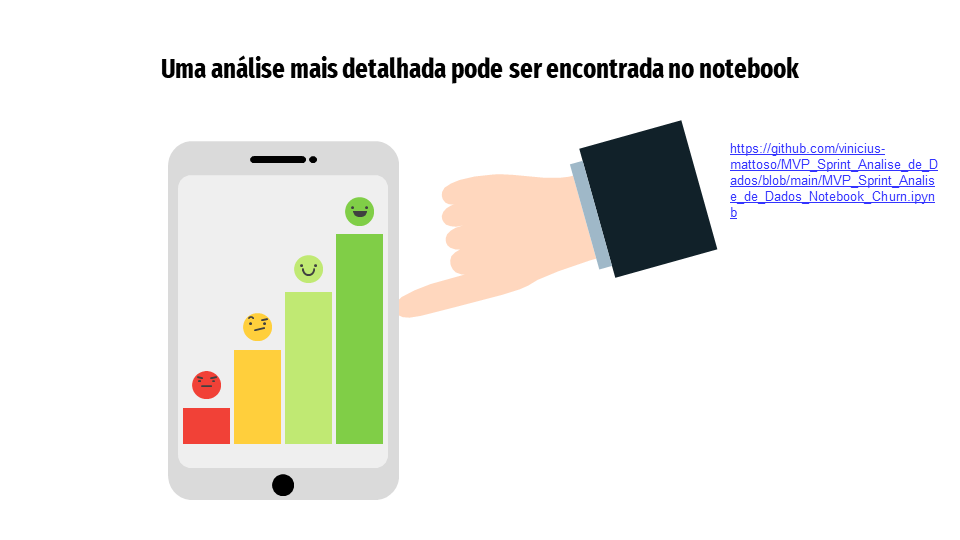 Uma análise mais detalhada pode ser encontrada no notebook
https://github.com/vinicius-
mattoso/MVP_Sprint_Analise_de_D
ados/blob/main/MVP_Sprint_Analis
e_de_Dados_Notebook_Churn.ipyn
b